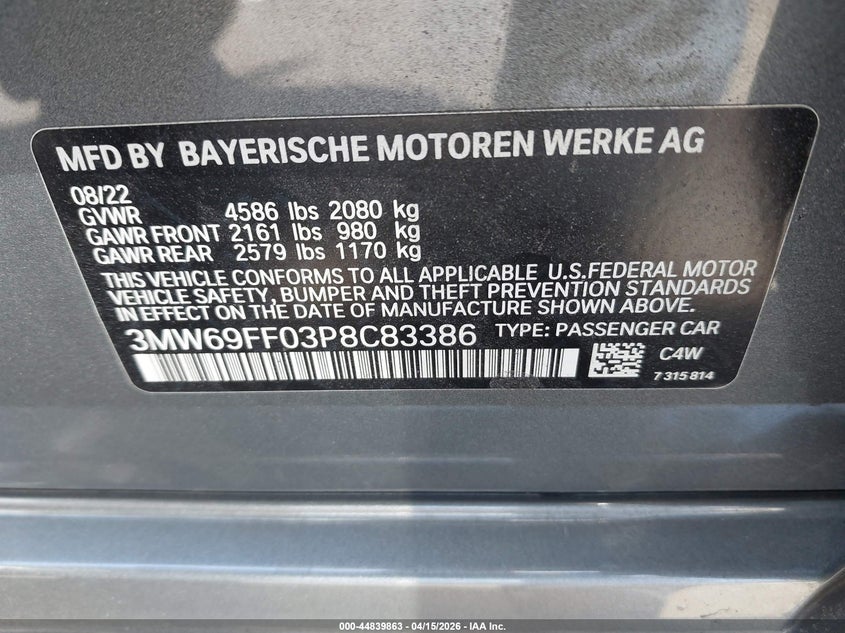 MFD BY BAYERISCHE MOTOREN WERKE AG
08/22
GVWR 4586 lbs 2080 kg
GAWR FRONT 2161 lbs 980 kg
GAWR REAR 2579 lbs 1170 kg
THIS VEHICLE CONFORMS TO ALL APPLICABLE U.S.FEDERAL MOTOR
VEHICLE SAFETY, BUMPER AND THEFT PREVENTION STANDARDS
IN EFFECT ON THE DATE OF MANUFACTURE SHOWN ABOVE.
3MW69FF03P8C83386 TYPE: PASSENGER CAR
C4W
7 315 814
000-44839863 - 04/15/2026 - IAA Inc.